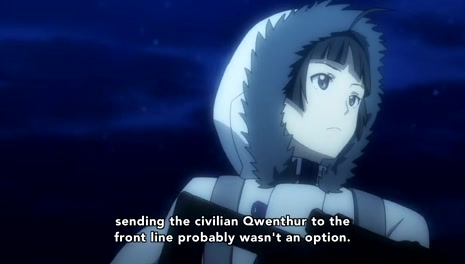 sending the civilian Qwenthur to the
front line probably wasn't an option.